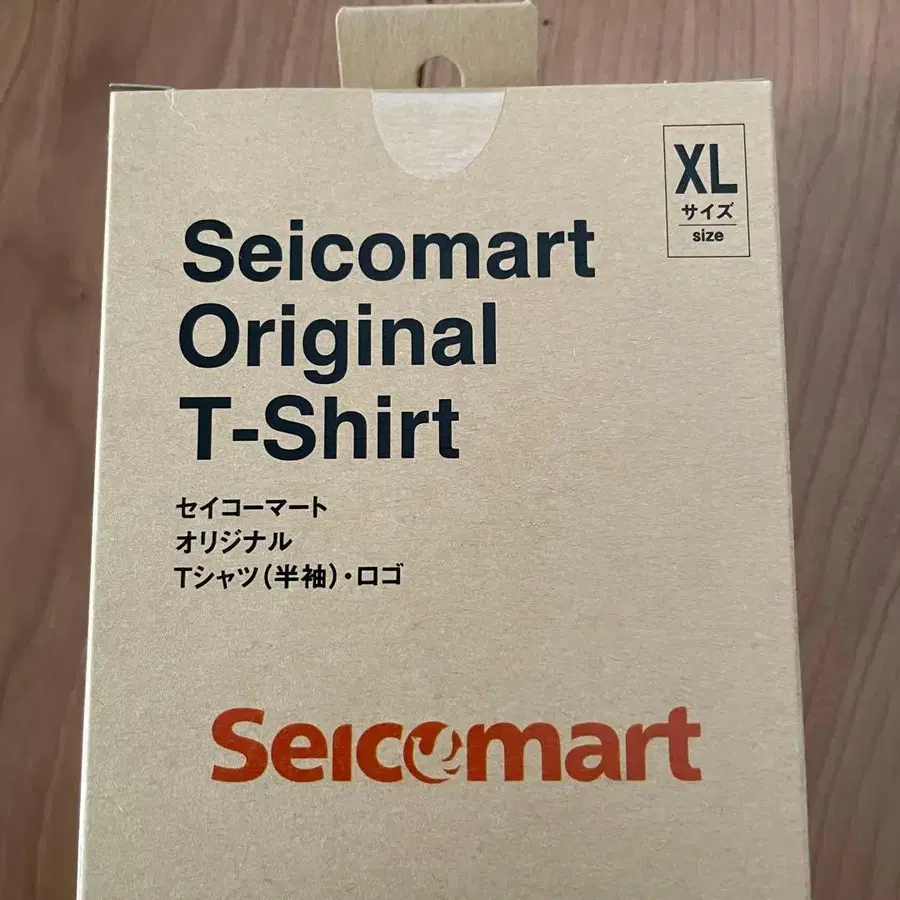 XL
サイズ
size
Seicomart
Original
T-Shirt
セイコーマート
オリジナル
Tシャツ(半袖)・ロゴ
Seicomart